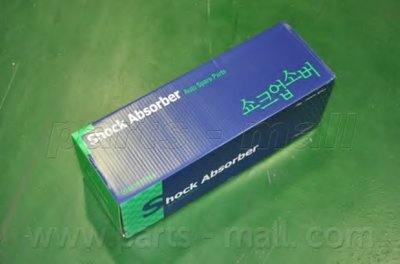 Shock Absorber
Auto Spare Parts
쇼크업소버
Shock Absorber
Parts - mall
www.parts - mall.com